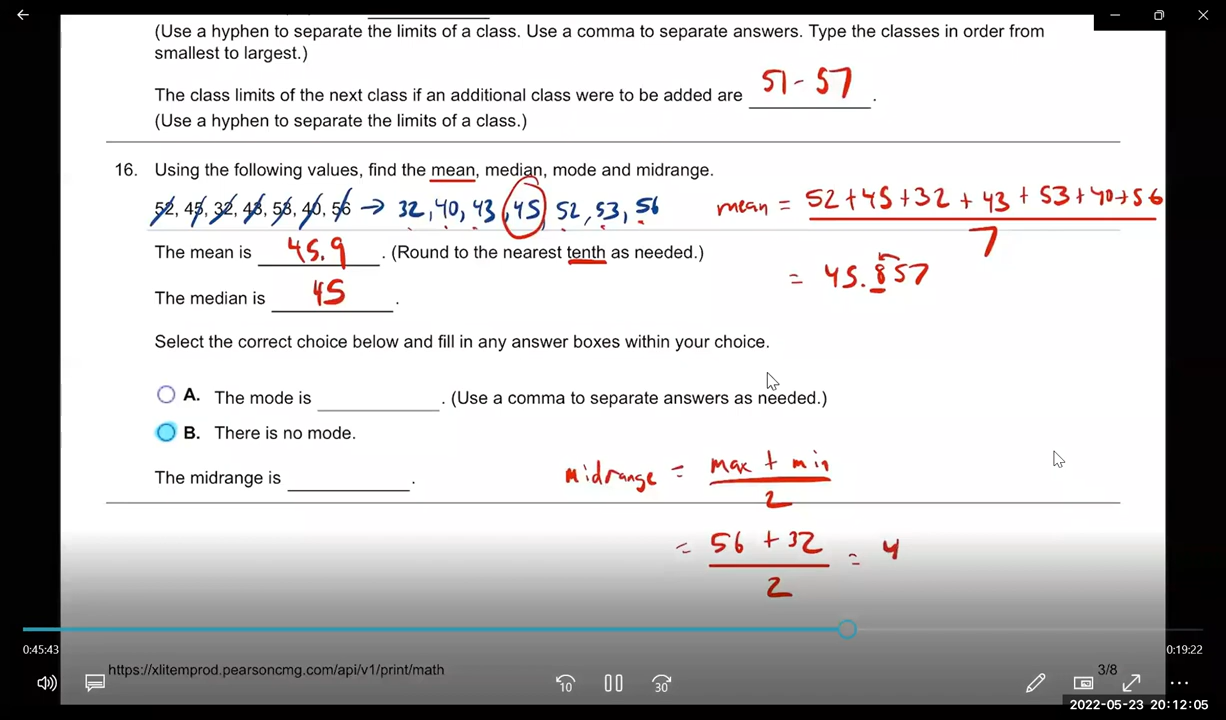 (Use a hyphen to separate the limits of a class. Use a comma to separate answers. Type the classes in order from
smallest to largest.)
The class limits of the next class if an additional class were to be added are 51-57.
(Use a hyphen to separate the limits of a class.)
16. Using the following values, find the mean, median, mode and midrange.
52, 45, 32, 43, 53, 40, 56 → 32, 40, 43, 45, 52, 53, 56
mean = 52+45+32+43+53+40+56
7
The mean is 45.9. (Round to the nearest tenth as needed.)
= 45.857
The median is 45.
Select the correct choice below and fill in any answer boxes within your choice.
A. The mode is ____. (Use a comma to separate answers as needed.)
B. There is no mode.
The midrange is ____.
midrange = max + min
2
= 56 + 32 = 4
2
0:45:43
0:19:22
https://xlitemprod.pearsoncmg.com/api/v1/print/math
3/8
10
30
2022-05-23 20:12:05